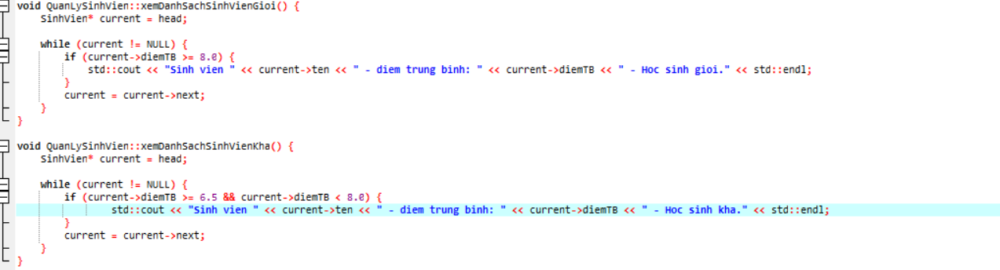 void QuanLySinhVien::xemDanhSachSinhVienGioi() {
SinhVien* current = head;
while (current != NULL) {
if (current->diemTB >= 8.0) {
std::cout << "Sinh vien " << current->ten << " - diem trung binh: " << current->diemTB << " - Hoc sinh gioi." << std::endl;
}
current = current->next;
}
}
void QuanLySinhVien::xemDanhSachSinhVienKha() {
SinhVien* current = head;
while (current != NULL) {
if (current->diemTB >= 6.5 && current->diemTB < 8.0) {
std::cout << "Sinh vien " << current->ten << " - diem trung binh: " << current->diemTB << " - Hoc sinh kha." << std::endl;
}
current = current->next;
}
}